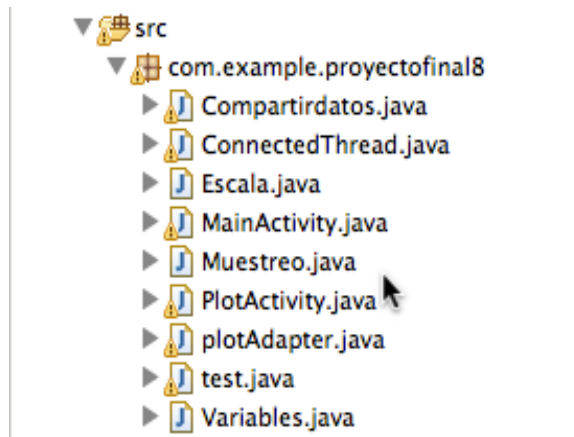 src
com.example.proyectofinal8
Compartirdatos.java
ConnectedThread.java
Escala.java
MainActivity.java
Muestreo.java
PlotActivity.java
plotAdapter.java
test.java
Variables.java